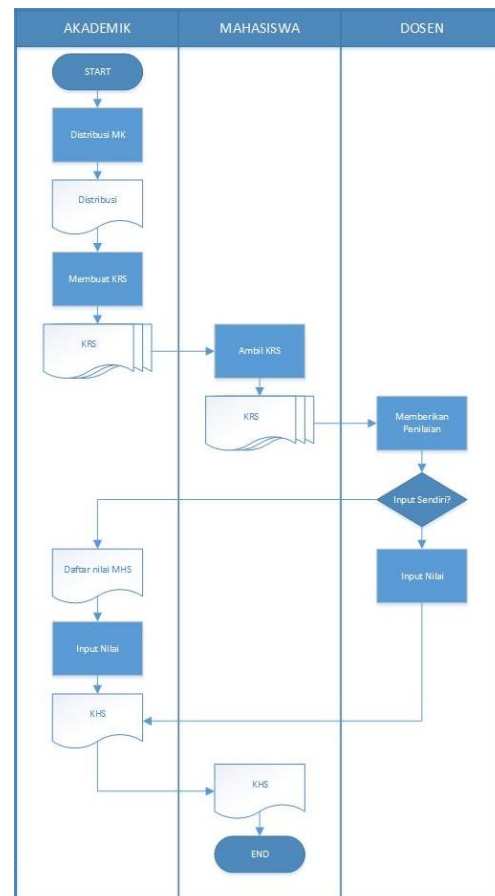 AKADEMIK
MAHASISWA
DOSEN
START
Distribusi MK
Distribusi
Membuat KRS
KRS
Ambil KRS
KRS
Memberikan
Penilaian
Input Sendiri?
Daftar nilai MHS
Input Nilai
Input Nilai
KHS
KHS
END